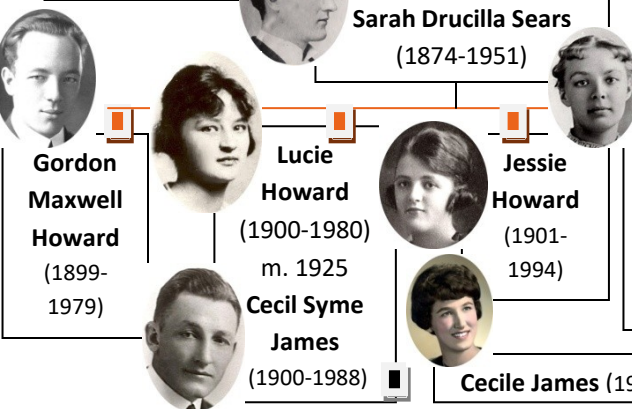 Sarah Drucilla Sears
(1874-1951)
Gordon
Maxwell
Howard
(1899-
1979)
Lucie
Howard
(1900-1980)
m. 1925
Cecil Syme
James
(1900-1988)
Jessie
Howard
(1901-
1994)
Cecile James (19